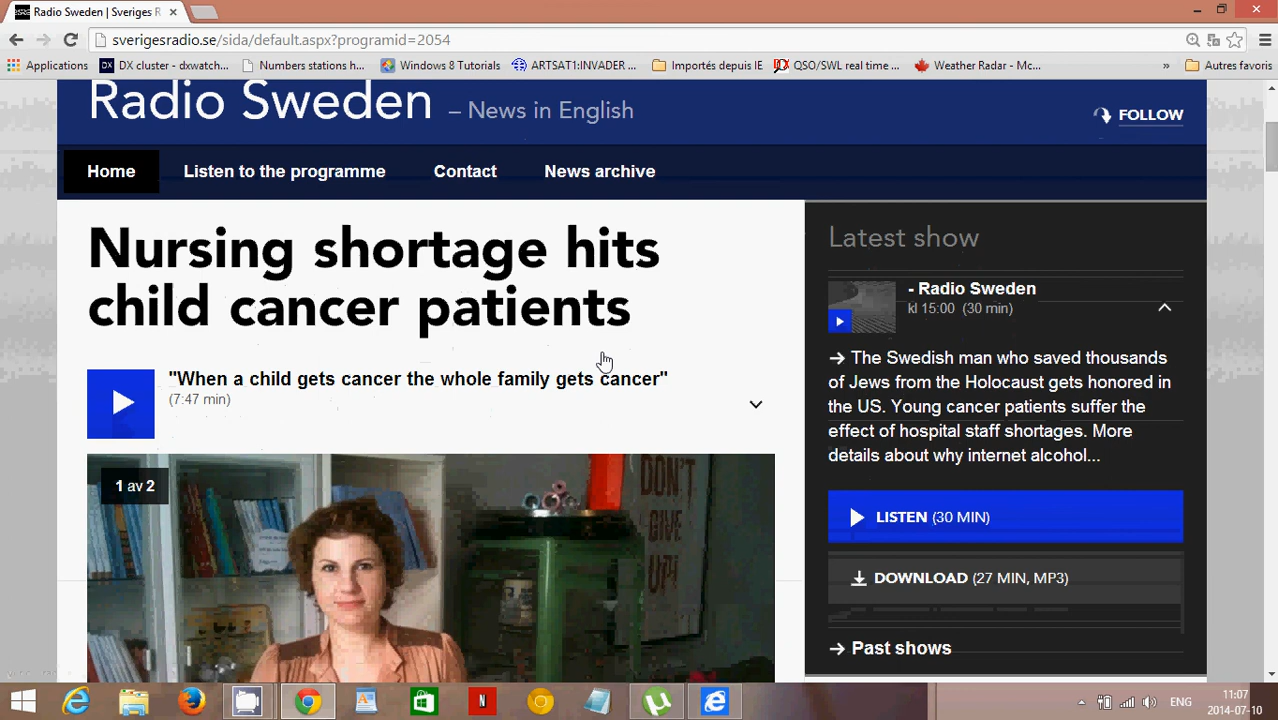 Radio Sweden | Sveriges R
sverigesradio.se/sida/default.aspx?programid=2054
Applications
DX cluster - dxwatch...
Numbers stations h...
Windows 8 Tutorials
ARTSAT1:INVADER ...
Importés depuis IE
QSO/SWL real time ...
Weather Radar - Mc...
»
Autres favoris
Radio Sweden – News in English
FOLLOW
Home
Listen to the programme
Contact
News archive
Nursing shortage hits
child cancer patients
"When a child gets cancer the whole family gets cancer"
(7:47 min)
1 av 2
DON'T
GIVE
UP!
Latest show
- Radio Sweden
kl 15:00 (30 min)
→ The Swedish man who saved thousands
of Jews from the Holocaust gets honored in
the US. Young cancer patients suffer the
effect of hospital staff shortages. More
details about why internet alcohol...
LISTEN (30 MIN)
DOWNLOAD (27 MIN, MP3)
→ Past shows
N
ENG
11:07
2014-07-10